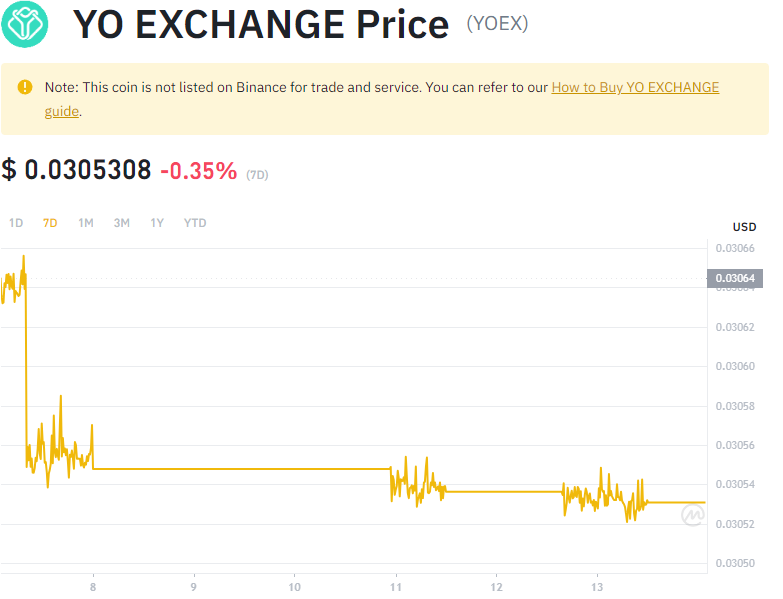 YO EXCHANGE Price (YOEX)
Note: This coin is not listed on Binance for trade and service. You can refer to our How to Buy YO EXCHANGE
guide.
$ 0.0305308 -0.35% (7D)
1D 7D 1M 3M 1Y YTD
USD
0.03066
0.03064
0.03064
0.03062
0.03060
0.03058
0.03056
0.03054
0.03052
0.03050
8 9 10 11 12 13